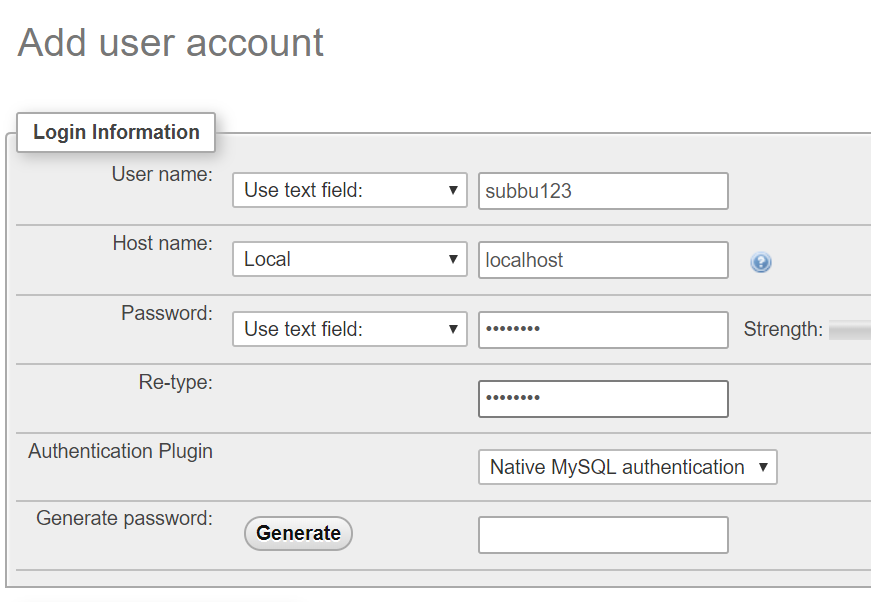 Add user account
Login Information
User name: Use text field: subbu123
Host name: Local localhost
Password: Use text field: •••••••• Strength:
Re-type: ••••••••
Authentication Plugin Native MySQL authentication
Generate password: Generate